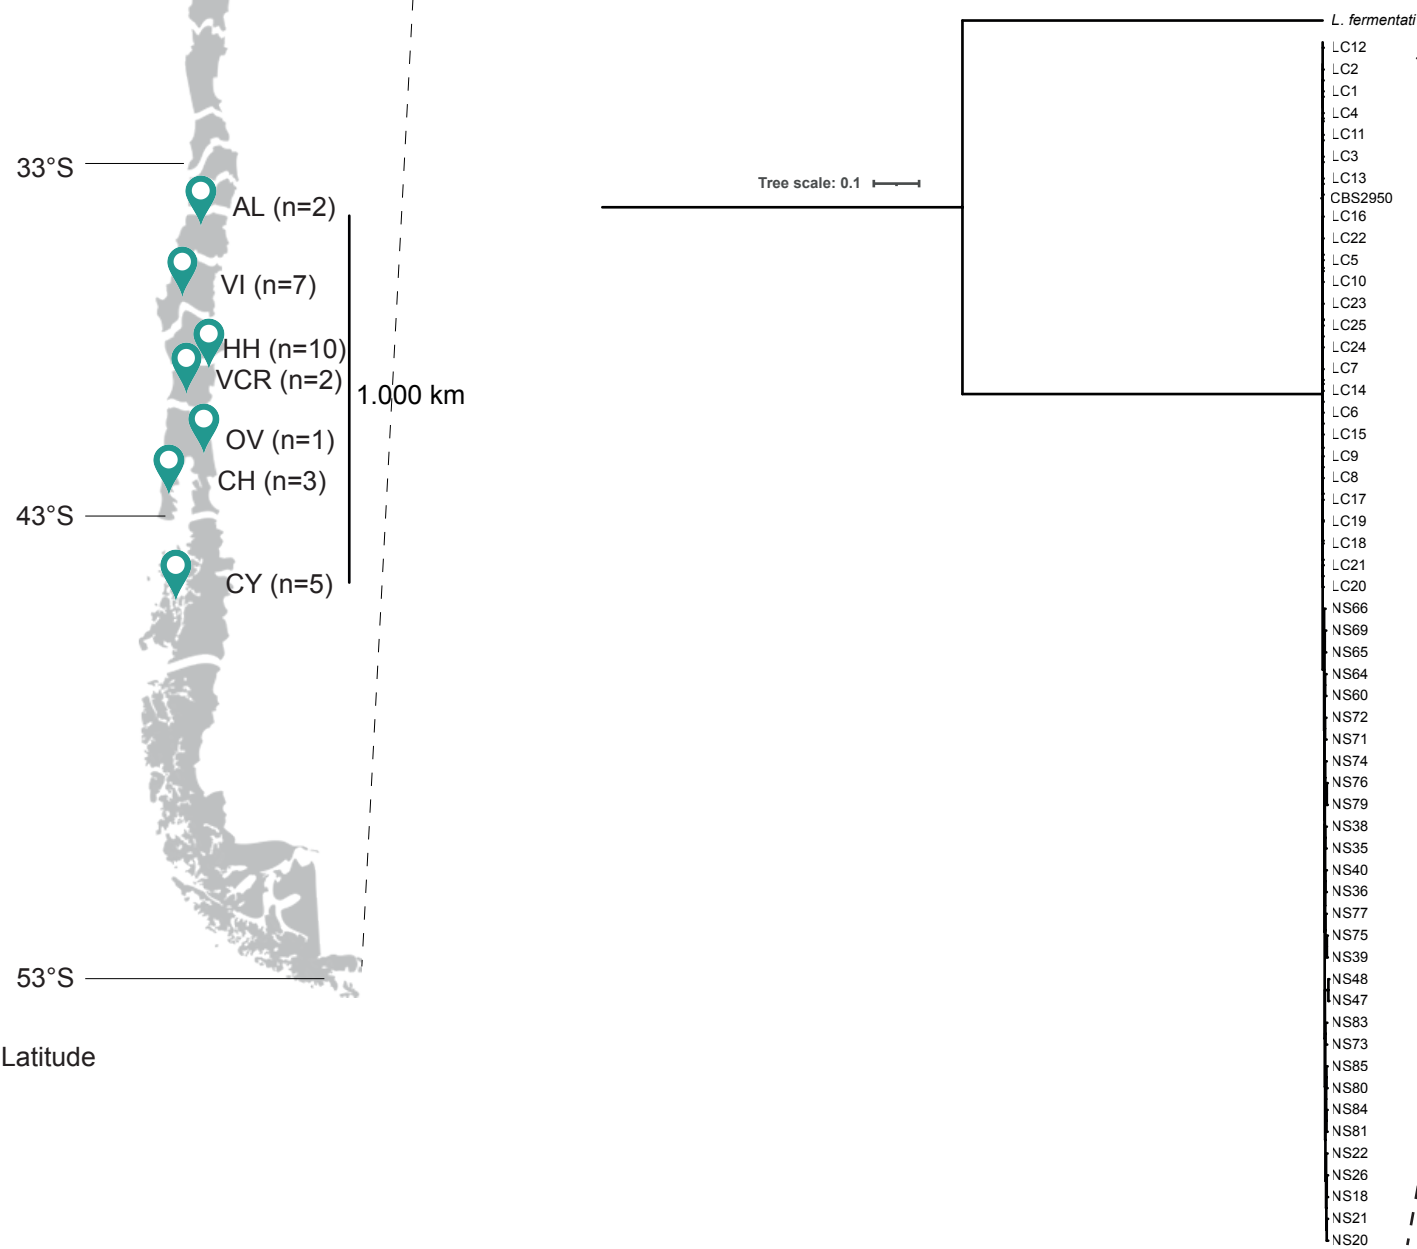 33°S
AL (n=2)
VI (n=7)
HH (n=10)
VCR (n=2)
1.000 km
OV (n=1)
CH (n=3)
43°S
CY (n=5)
53°S
Latitude
Tree scale: 0.1
L. fermentati
LC12
LC2
LC1
LC4
LC11
LC3
LC13
CBS2950
LC16
LC22
LC5
LC10
LC23
LC25
LC24
LC7
LC14
LC6
LC15
LC9
LC8
LC17
LC19
LC18
LC21
LC20
NS66
NS69
NS65
NS64
NS60
NS72
NS71
NS74
NS76
NS79
NS38
NS35
NS40
NS36
NS77
NS75
NS39
NS48
NS47
NS83
NS73
NS85
NS80
NS84
NS81
NS22
NS26
NS18
NS21
NS20